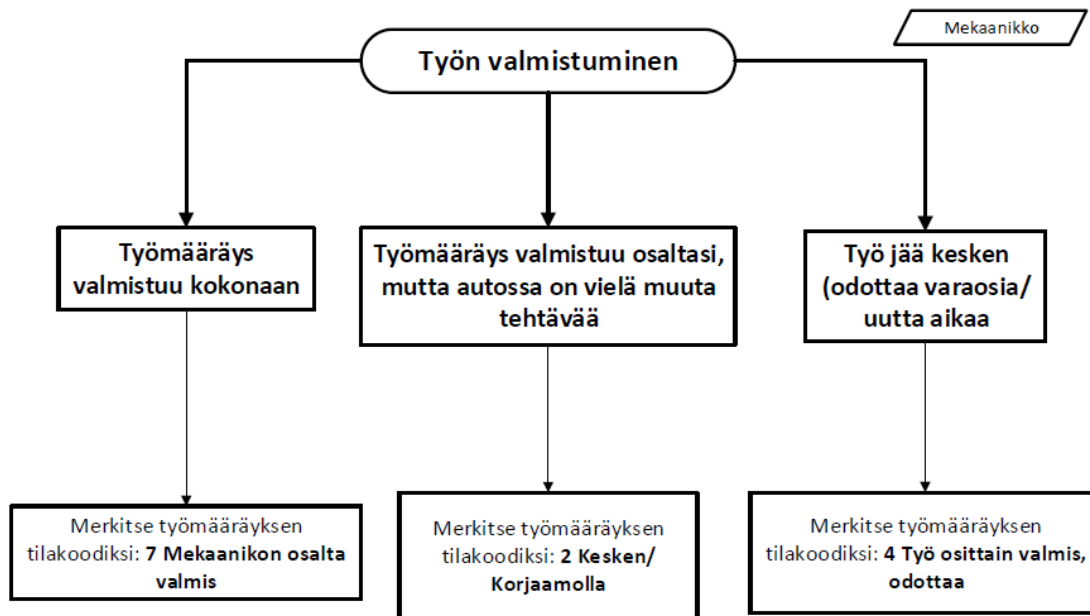 Mekaanikko
Työn valmistuminen
Työmääräys
valmistuu kokonaan
Työmääräys valmistuu osaltasi,
mutta autossa on vielä muuta
tehtävää
Työ jää kesken
(odottaa varaosia/
uutta aikaa
Merkitse työmääräyksen
tilakoodiksi: 7 Mekaanikon osalta
valmis
Merkitse työmääräyksen
tilakoodiksi: 2 Kesken/
Korjaamolla
Merkitse työmääräyksen
tilakoodiksi: 4 Työ osittain valmis,
odottaa